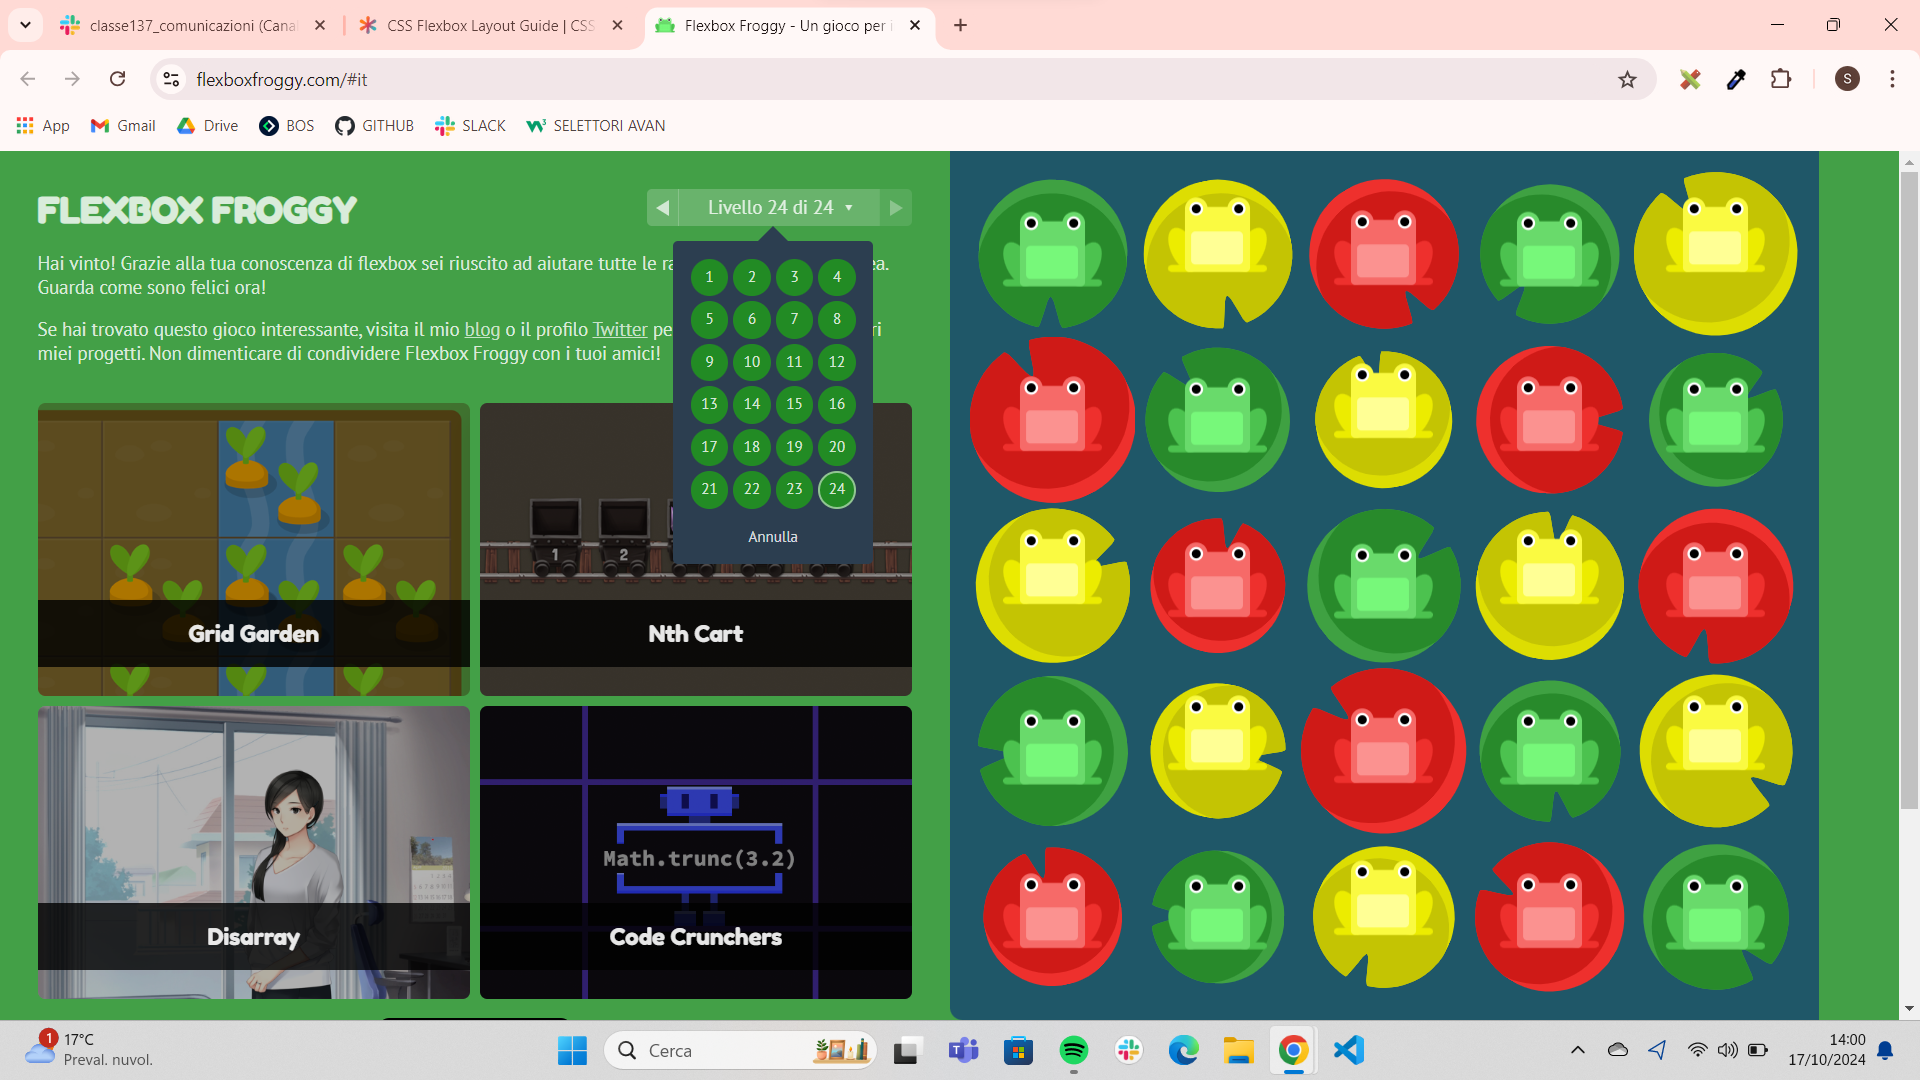 classe137_comunicazioni (Cana
CSS Flexbox Layout Guide | CSS
Flexbox Froggy - Un gioco per i
flexboxfroggy.com/#it
S
App
Gmail
Drive
BOS
GITHUB
SLACK
SELETTORI AVAN
FLEXBOX FROGGY
Livello 24 di 24
Hai vinto! Grazie alla tua conoscenza di flexbox sei riuscito ad aiutare tutte le ra ea.
Guarda come sono felici ora!
Se hai trovato questo gioco interessante, visita il mio blog o il profilo Twitter pe ri
miei progetti. Non dimenticare di condividere Flexbox Froggy con i tuoi amici!
1 2 3 4
5 6 7 8
9 10 11 12
13 14 15 16
17 18 19 20
21 22 23 24
Annulla
1 2
Grid Garden
Nth Cart
Math.trunc(3.2)
Disarray
Code Crunchers
1
17°C
Preval. nuvol.
Cerca
14:00
17/10/2024